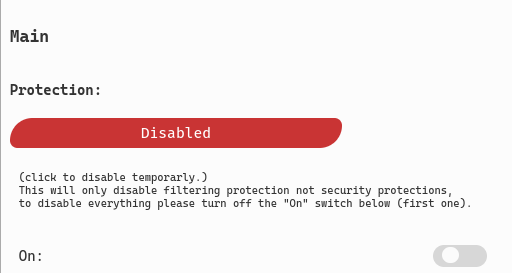 Main
Protection:
Disabled
(click to disable temporarly.)
This will only disable filtering protection not security protections,
to disable everything please turn off the "On" switch below (first one).
On: